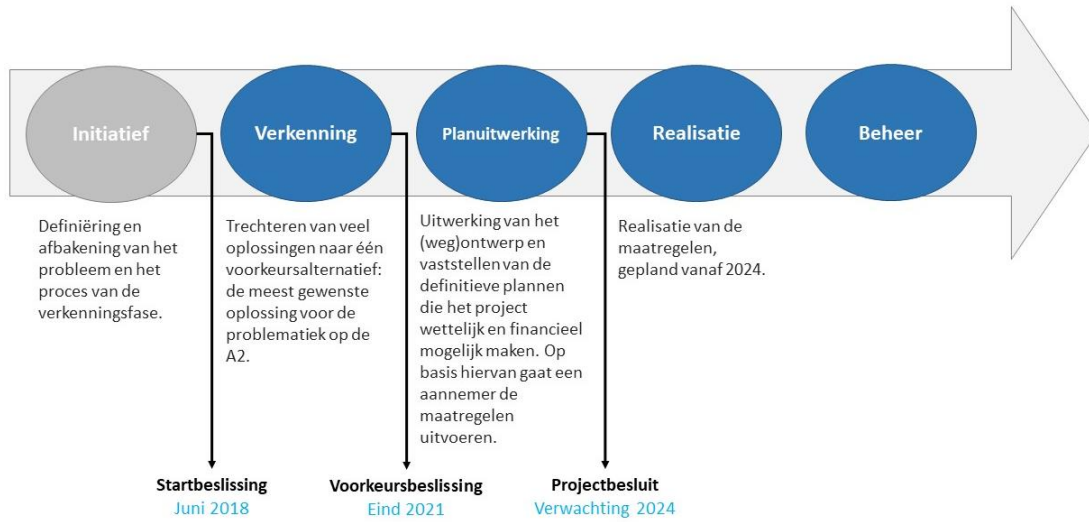 Initiatief
Verkenning
Planuitwerking
Realisatie
Beheer
Definiëring en
afbakening van het
probleem en het
proces van de
verkenningsfase.
Trechteren van veel
oplossingen naar één
voorkeursalternatief:
de meest gewenste
oplossing voor de
problematiek op de
A2.
Uitwerking van het
(weg)ontwerp en
vaststellen van de
definitieve plannen
die het project
wettelijk en financieel
mogelijk maken. Op
basis hiervan gaat een
aannemer de
maatregelen
uitvoeren.
Realisatie van de
maatregelen,
gepland vanaf 2024.
Startbeslissing
Juni 2018
Voorkeursbeslissing
Eind 2021
Projectbesluit
Verwachting 2024